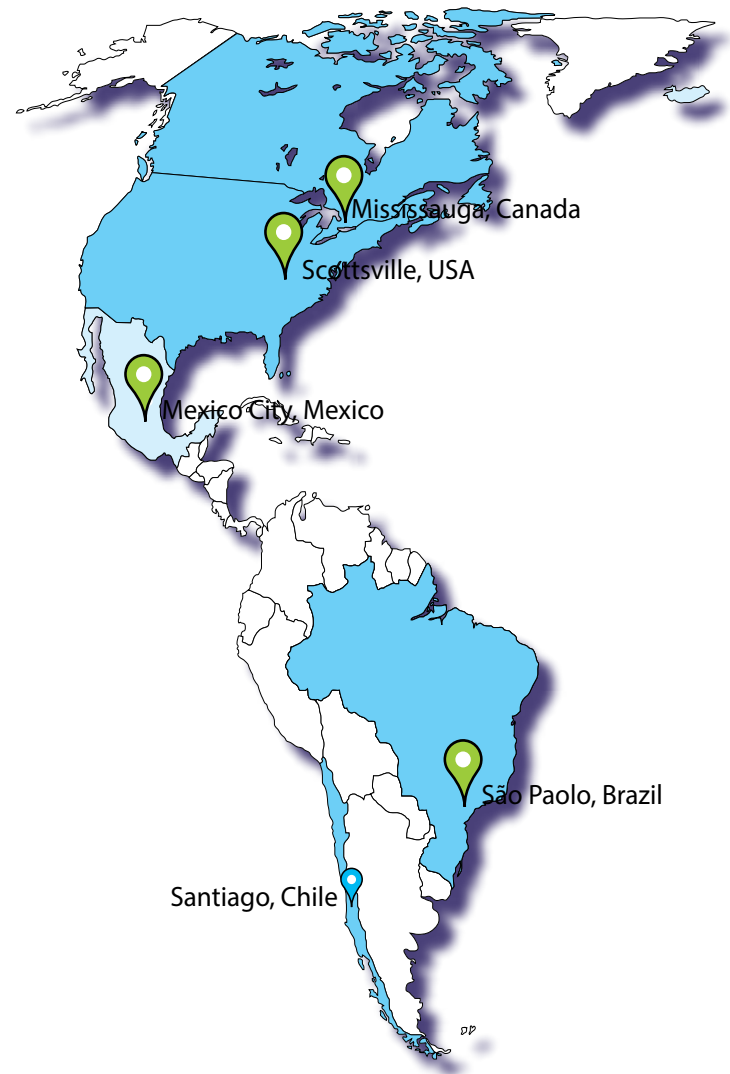 Mississauga, Canada
Scottsville, USA
Mexico City, Mexico
São Paolo, Brazil
Santiago, Chile